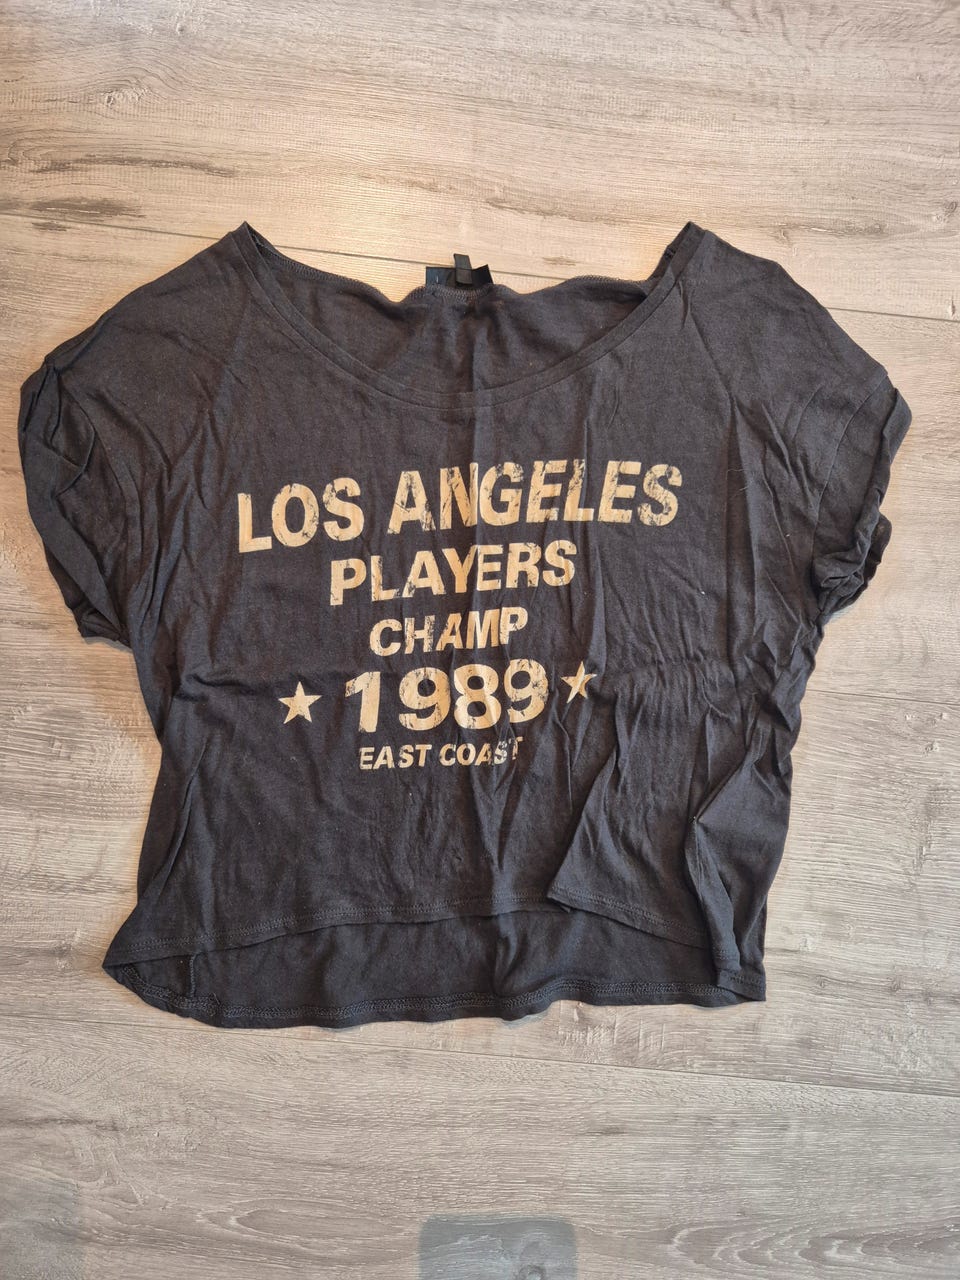 LOS ANGELES
PLAYERS
CHAMP
1989
EAST COAST